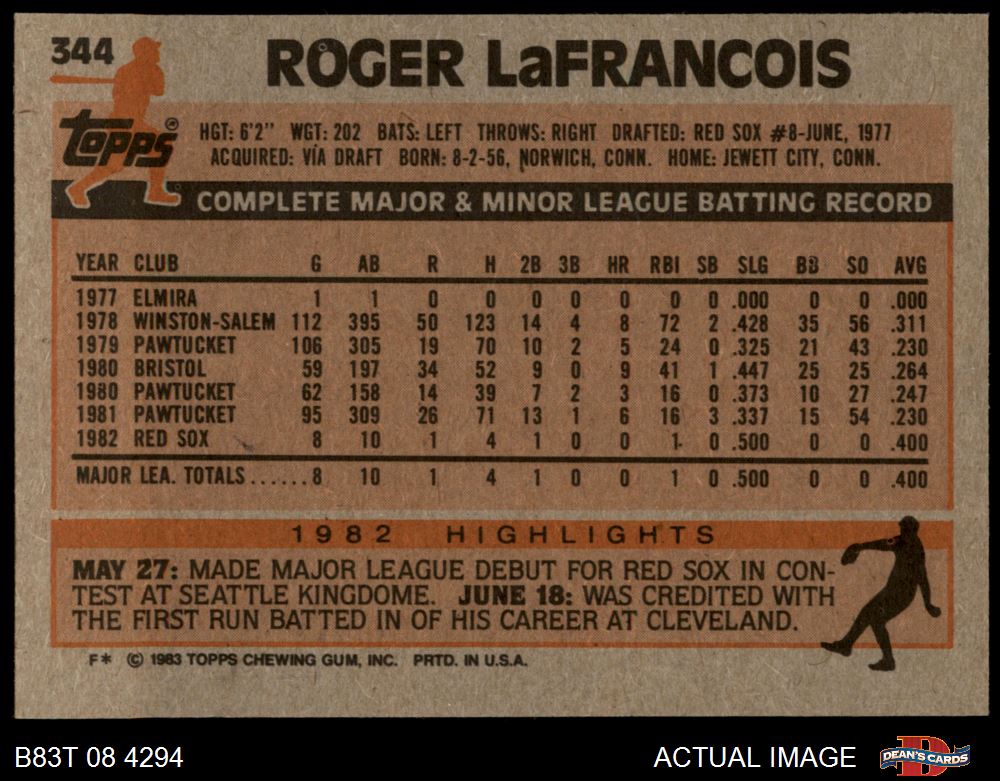 344 ROGER LaFRANCOIS
Topps®
HGT: 6'2" WGT: 202 BATS: LEFT THROWS: RIGHT DRAFTED: RED SOX #8-JUNE, 1977
ACQUIRED: VIA DRAFT BORN: 8-2-56, NORWICH, CONN. HOME: JEWETT CITY, CONN.
COMPLETE MAJOR & MINOR LEAGUE BATTING RECORD
YEAR CLUB G AB R H 2B 3B HR RBI SB SLG BB SO AVG
1977 ELMIRA 1 1 0 0 0 0 0 0 0 .000 0 0 .000
1978 WINSTON-SALEM 112 395 50 123 14 4 8 72 2 .428 35 56 .311
1979 PAWTUCKET 106 305 19 70 10 2 5 24 0 .325 21 43 .230
1980 BRISTOL 59 197 34 52 9 0 9 41 1 .447 25 25 .264
1980 PAWTUCKET 62 158 14 39 7 2 3 16 0 .373 10 27 .247
1981 PAWTUCKET 95 309 26 71 13 1 6 16 3 .337 15 54 .230
1982 RED SOX 8 10 1 4 1 0 0 1 0 .500 0 0 .400
MAJOR LEA. TOTALS......8 10 1 4 1 0 0 1 0 .500 0 0 .400
1982 HIGHLIGHTS
MAY 27: MADE MAJOR LEAGUE DEBUT FOR RED SOX IN CON-
TEST AT SEATTLE KINGDOME. JUNE 18: WAS CREDITED WITH
THE FIRST RUN BATTED IN OF HIS CAREER AT CLEVELAND.
F* © 1983 TOPPS CHEWING GUM, INC. PRTD. IN U.S.A.
B83T 08 4294 ACTUAL IMAGE DEAN'S CARDS